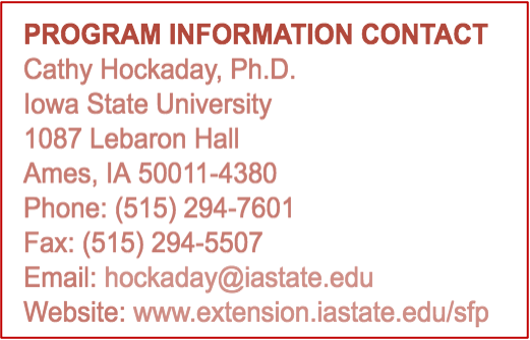 PROGRAM INFORMATION CONTACT
Cathy Hockaday, Ph.D.
Iowa State University
1087 Lebaron Hall
Ames, IA 50011-4380
Phone: (515) 294-7601
Fax: (515) 294-5507
Email: hockaday@iastate.edu
Website: www.extension.iastate.edu/sfp